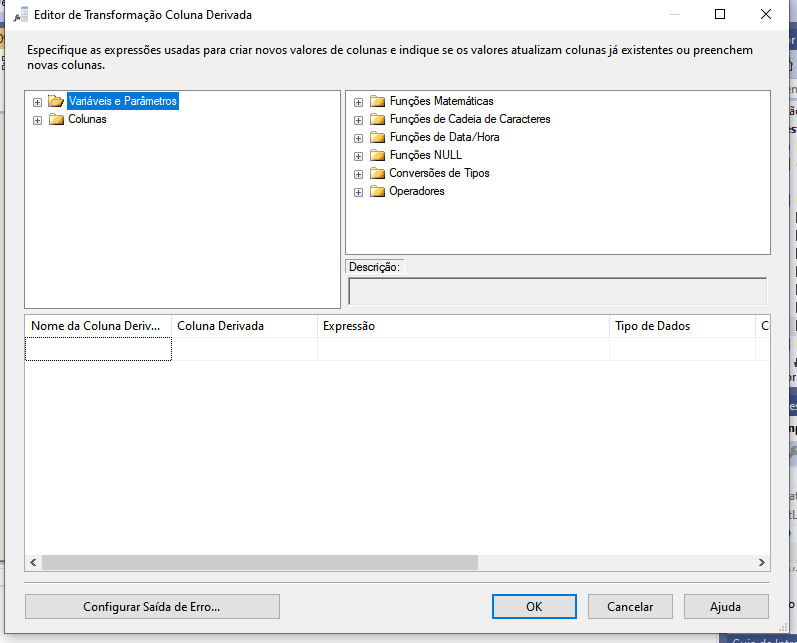 Editor de Transformação Coluna Derivada
Especifique as expressões usadas para criar novos valores de colunas e indique se os valores atualizam colunas já existentes ou preenchem
novas colunas.
Variáveis e Parâmetros
Colunas
Funções Matemáticas
Funções de Cadeia de Caracteres
Funções de Data/Hora
Funções NULL
Conversões de Tipos
Operadores
Descrição:
Nome da Coluna Deriv... Coluna Derivada Expressão Tipo de Dados C
Configurar Saída de Erro... OK Cancelar Ajuda